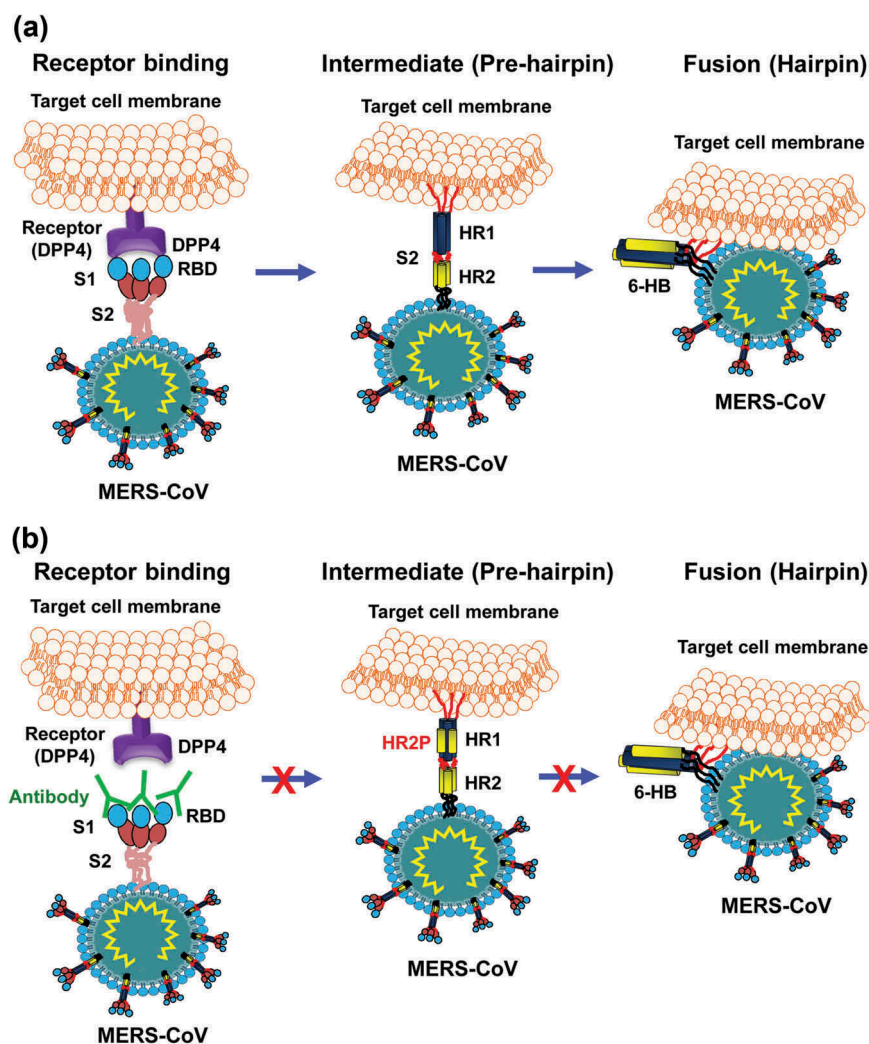 (a)
Receptor binding
Intermediate (Pre-hairpin)
Fusion (Hairpin)
Target cell membrane
Target cell membrane
Target cell membrane
Receptor
(DPP4)
DPP4
S1
RBD
S2
HR1
S2
HR2
6-HB
MERS-CoV
MERS-CoV
MERS-CoV
(b)
Receptor binding
Intermediate (Pre-hairpin)
Fusion (Hairpin)
Target cell membrane
Target cell membrane
Target cell membrane
Receptor
(DPP4)
DPP4
Antibody
S1
RBD
S2
X
HR2P
HR1
HR2
X
6-HB
MERS-CoV
MERS-CoV
MERS-CoV